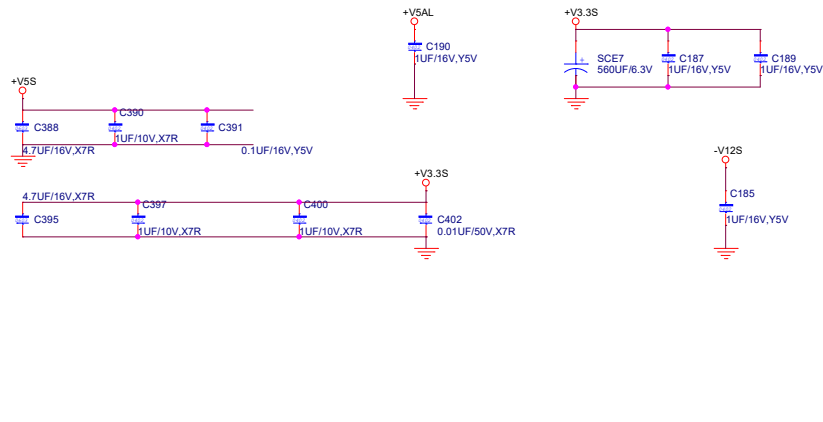 +V5AL
C190
1UF/16V,Y5V
+V3.3S
SCE7
560UF/6.3V
C187
1UF/16V,Y5V
C189
1UF/16V,Y5V
+V5S
C388
4.7UF/16V,X7R
C390
1UF/10V,X7R
C391
0.1UF/16V,Y5V
+V3.3S
4.7UF/16V,X7R
C395
C397
1UF/10V,X7R
C400
1UF/10V,X7R
C402
0.01UF/50V,X7R
-V12S
C185
1UF/16V,Y5V